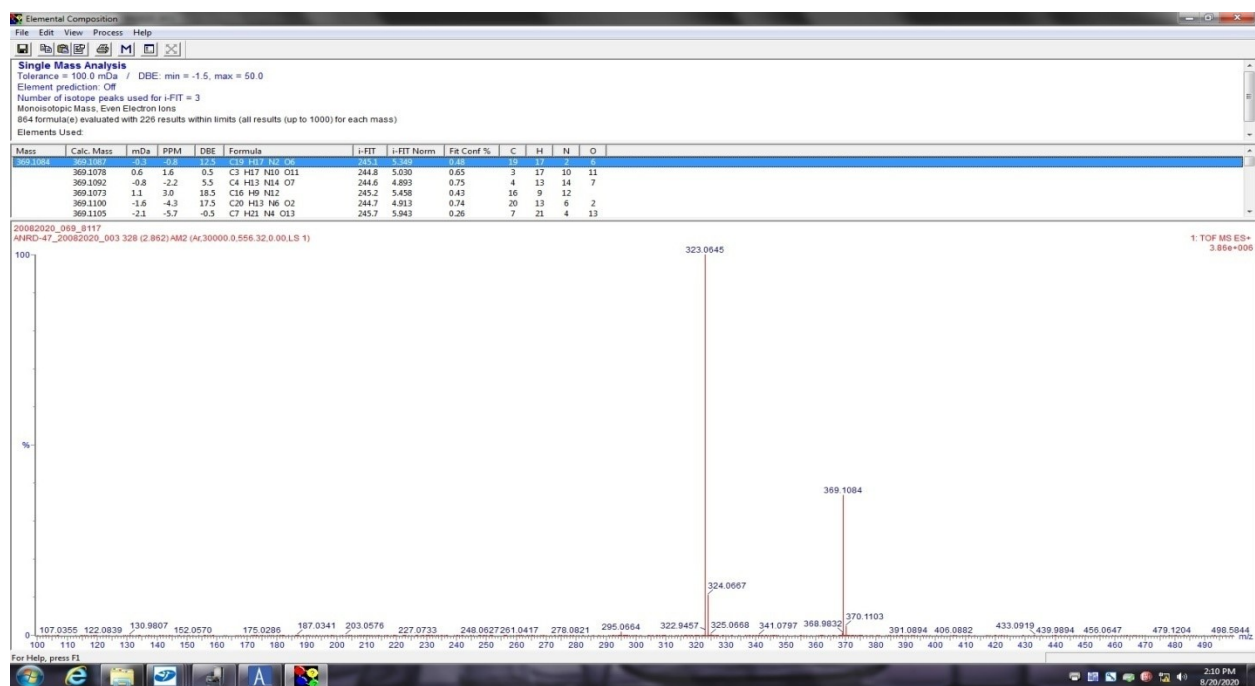 Elemental Composition
File Edit View Process Help
Single Mass Analysis
Tolerance = 100.0 mDa / DBE: min = -1.5, max = 50.0
Element prediction: Off
Number of isotope peaks used for i-FIT = 3
Monoisotopic Mass, Even Electron Ions
864 formula(e) evaluated with 226 results within limits (all results (up to 1000) for each mass)
Elements Used:
Mass Calc. Mass mDa PPM DBE Formula i-FIT i-FIT Norm Fit Conf % C H N O
369.1084 369.1087 -0.3 -0.8 12.5 C19 H17 N2 O6 245.1 5.349 0.48 19 17 2 6
369.1078 0.6 1.6 0.5 C3 H17 N10 O11 244.8 5.030 0.65 3 17 10 11
369.1092 -0.8 -2.2 5.5 C4 H13 N14 O7 244.6 4.893 0.75 4 13 14 7
369.1073 1.1 3.0 18.5 C16 H9 N12 245.2 5.458 0.43 16 9 12
369.1100 -1.6 -4.3 17.5 C20 H13 N6 O2 244.7 4.913 0.74 20 13 6 2
369.1105 -2.1 -5.7 -0.5 C7 H21 N4 O13 245.7 5.943 0.26 7 21 4 13
20082020_069_8117
ANRD-47_20082020_003 328 (2.862) AM2 (Ar,30000.0,556.32,0.00,LS 1)
1: TOF MS ES+
3.86e+006
100
323.0645
%
369.1084
324.0667
370.1103
107.0355 122.0839 130.9807 152.0570 175.0286 187.0341 203.0576 227.0733 248.0627 261.0417 278.0821 295.0664 322.9457 325.0668 341.0797 368.9832 391.0894 406.0882 433.0919 439.9894 456.0647 479.1204 498.5844
0
m/z
100 110 120 130 140 150 160 170 180 190 200 210 220 230 240 250 260 270 280 290 300 310 320 330 340 350 360 370 380 390 400 410 420 430 440 450 460 470 480 490
For Help, press F1
2:10 PM
8/20/2020